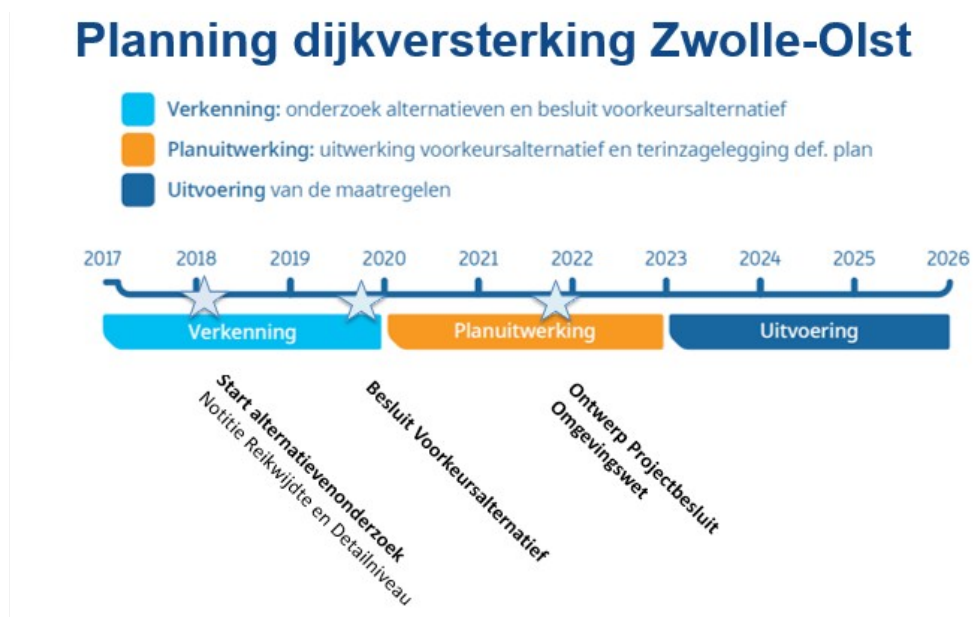 Planning dijkversterking Zwolle-Olst
Verkenning: onderzoek alternatieven en besluit voorkeursalternatief
Planuitwerking: uitwerking voorkeursalternatief en terinzagelegging def. plan
Uitvoering van de maatregelen
2017 2018 2019 2020 2021 2022 2023 2024 2025 2026
Verkenning Planuitwerking Uitvoering
Start alternatievenonderzoek
Notitie Reikwijdte en Detailniveau
Besluit Voorkeursalternatief
Ontwerp Projectbesluit
Omgevingswet